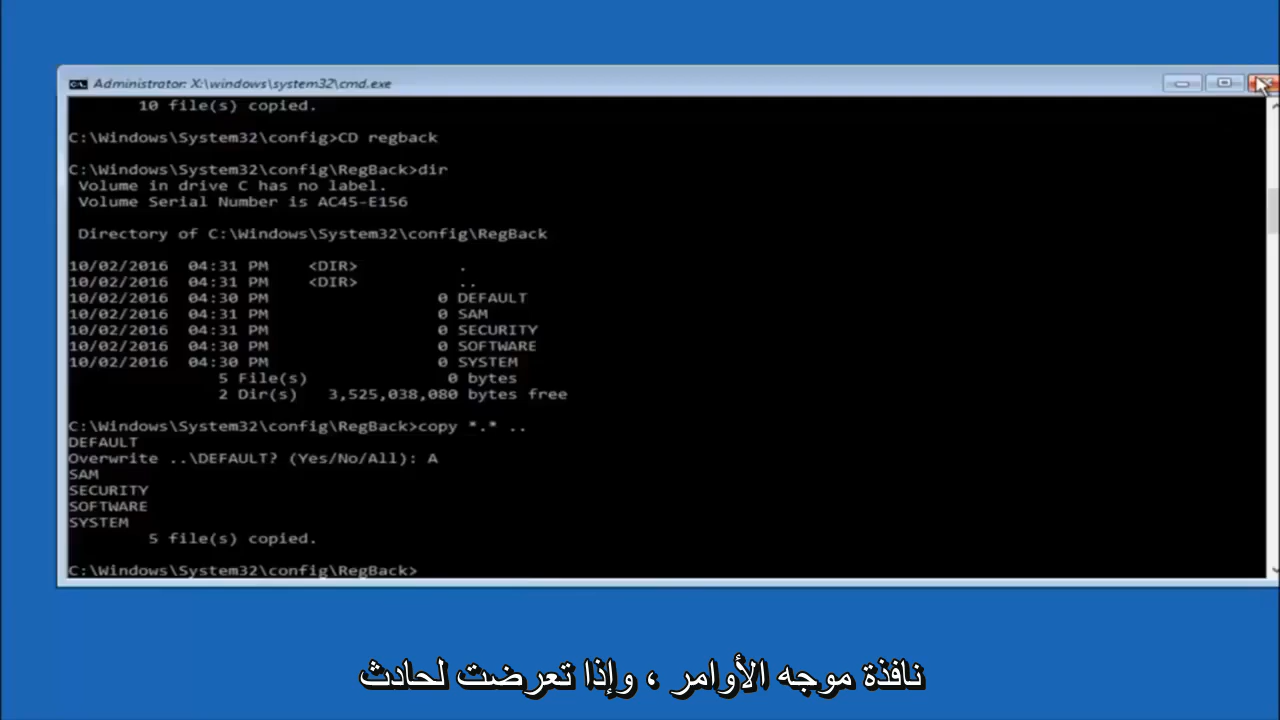 Administrator: X:\windows\system32\cmd.exe
10 file(s) copied.
C:\Windows\System32\config>CD regback
C:\Windows\System32\config\RegBack>dir
Volume in drive C has no label.
Volume Serial Number is AC45-E156
Directory of C:\Windows\System32\config\RegBack
10/02/2016 04:31 PM <DIR> .
10/02/2016 04:31 PM <DIR> ..
10/02/2016 04:30 PM 0 DEFAULT
10/02/2016 04:31 PM 0 SAM
10/02/2016 04:31 PM 0 SECURITY
10/02/2016 04:30 PM 0 SOFTWARE
10/02/2016 04:30 PM 0 SYSTEM
5 File(s) 0 bytes
2 Dir(s) 3,525,038,080 bytes free
C:\Windows\System32\config\RegBack>copy *.* ..
DEFAULT
Overwrite ..\DEFAULT? (Yes/No/All): A
SAM
SECURITY
SOFTWARE
SYSTEM
5 file(s) copied.
C:\Windows\System32\config\RegBack>
نافذة موجه الأوامر ، وإذا تعرضت لحادث